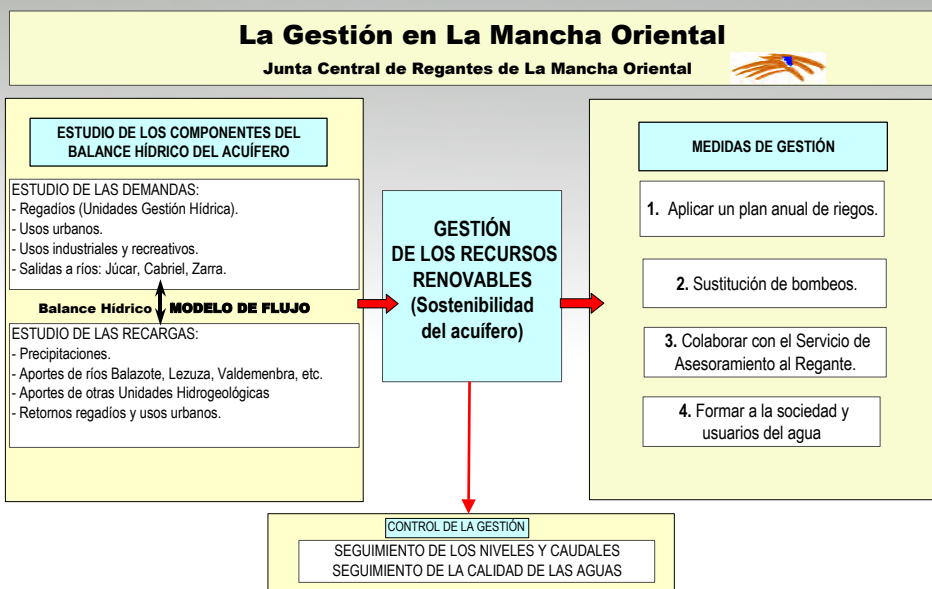 La Gestión en La Mancha Oriental
Junta Central de Regantes de La Mancha Oriental
ESTUDIO DE LOS COMPONENTES DEL
BALANCE HÍDRICO DEL ACUÍFERO
ESTUDIO DE LAS DEMANDAS:
- Regadíos (Unidades Gestión Hídrica).
- Usos urbanos.
- Usos industriales y recreativos.
- Salidas a ríos: Júcar, Cabriel, Zarra.
Balance Hídrico MODELO DE FLUJO
ESTUDIO DE LAS RECARGAS:
- Precipitaciones.
- Aportes de ríos Balazote, Lezuza, Valdemenbra, etc.
- Aportes de otras Unidades Hidrogeológicas
- Retornos regadíos y usos urbanos.
GESTIÓN
DE LOS RECURSOS
RENOVABLES
(Sostenibilidad
del acuífero)
MEDIDAS DE GESTIÓN
1. Aplicar un plan anual de riegos.
2. Sustitución de bombeos.
3. Colaborar con el Servicio de
Asesoramiento al Regante.
4. Formar a la sociedad y
usuarios del agua
CONTROL DE LA GESTIÓN
SEGUIMIENTO DE LOS NIVELES Y CAUDALES
SEGUIMIENTO DE LA CALIDAD DE LAS AGUAS